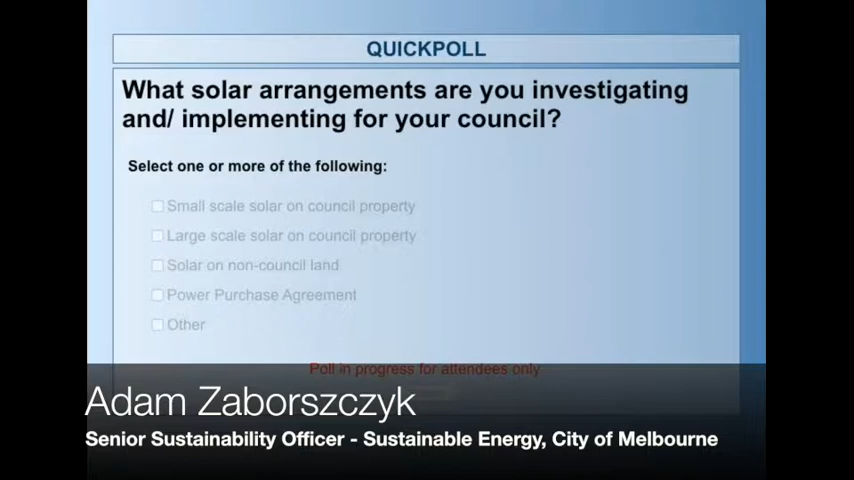 QUICKPOLL
What solar arrangements are you investigating
and/ implementing for your council?
Select one or more of the following:
Small scale solar on council property
Large scale solar on council property
Solar on non-council land
Power Purchase Agreement
Other
Poll in progress for attendees only
Adam Zaborszczyk
Senior Sustainability Officer - Sustainable Energy, City of Melbourne